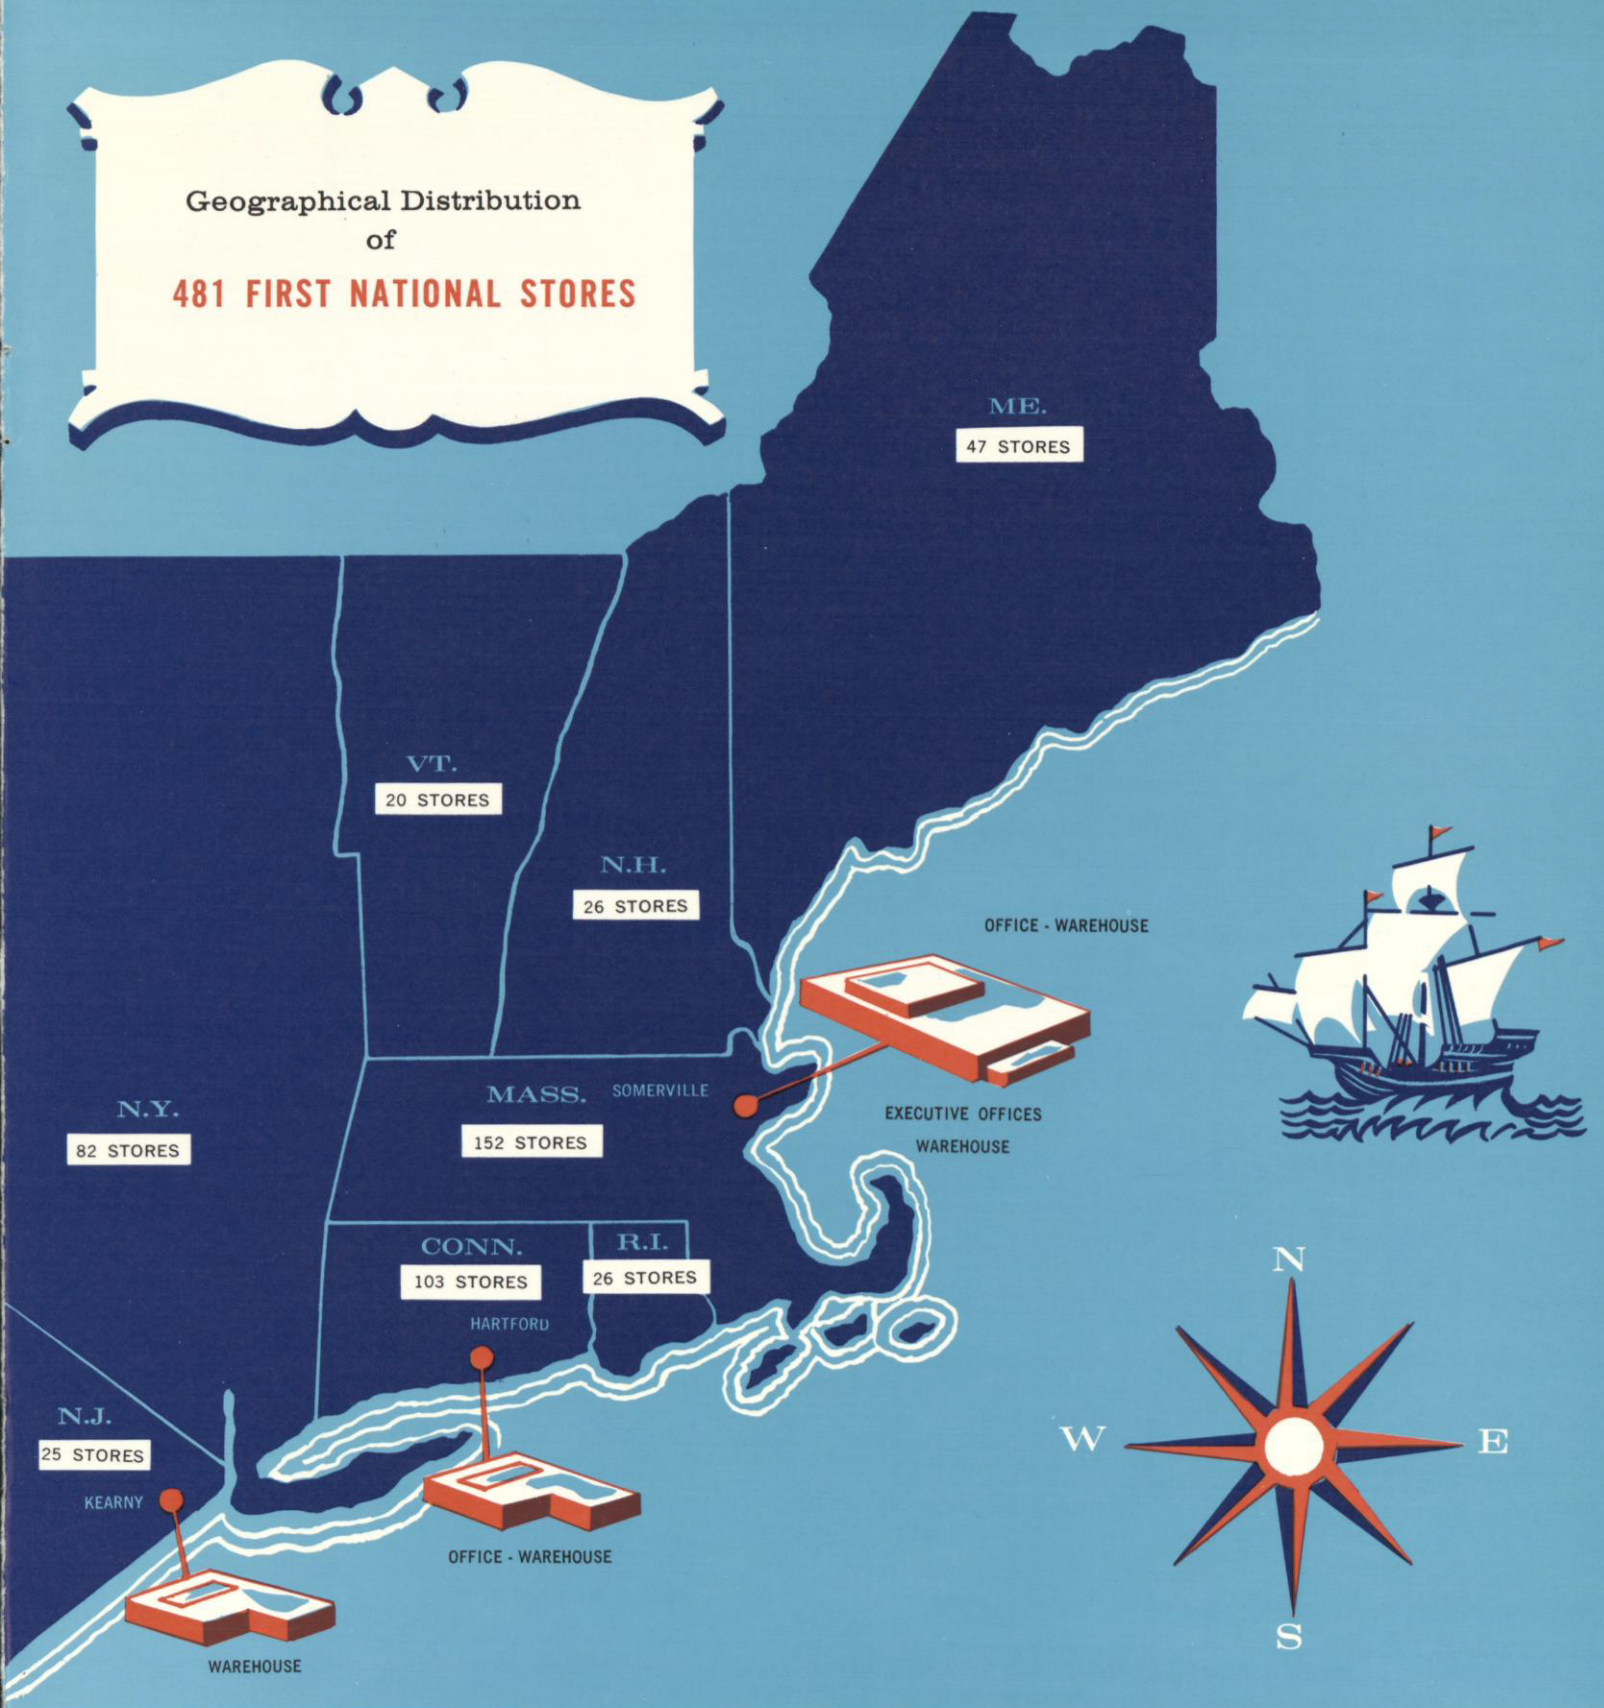 Geographical Distribution
of
481 FIRST NATIONAL STORES
ME.
47 STORES
VT.
20 STORES
N.H.
26 STORES
OFFICE - WAREHOUSE
N.Y.
82 STORES
MASS.
SOMERVILLE
152 STORES
EXECUTIVE OFFICES
WAREHOUSE
CONN.
103 STORES
HARTFORD
R.I.
26 STORES
N.J.
25 STORES
KEARNY
OFFICE - WAREHOUSE
WAREHOUSE
N
W
E
S